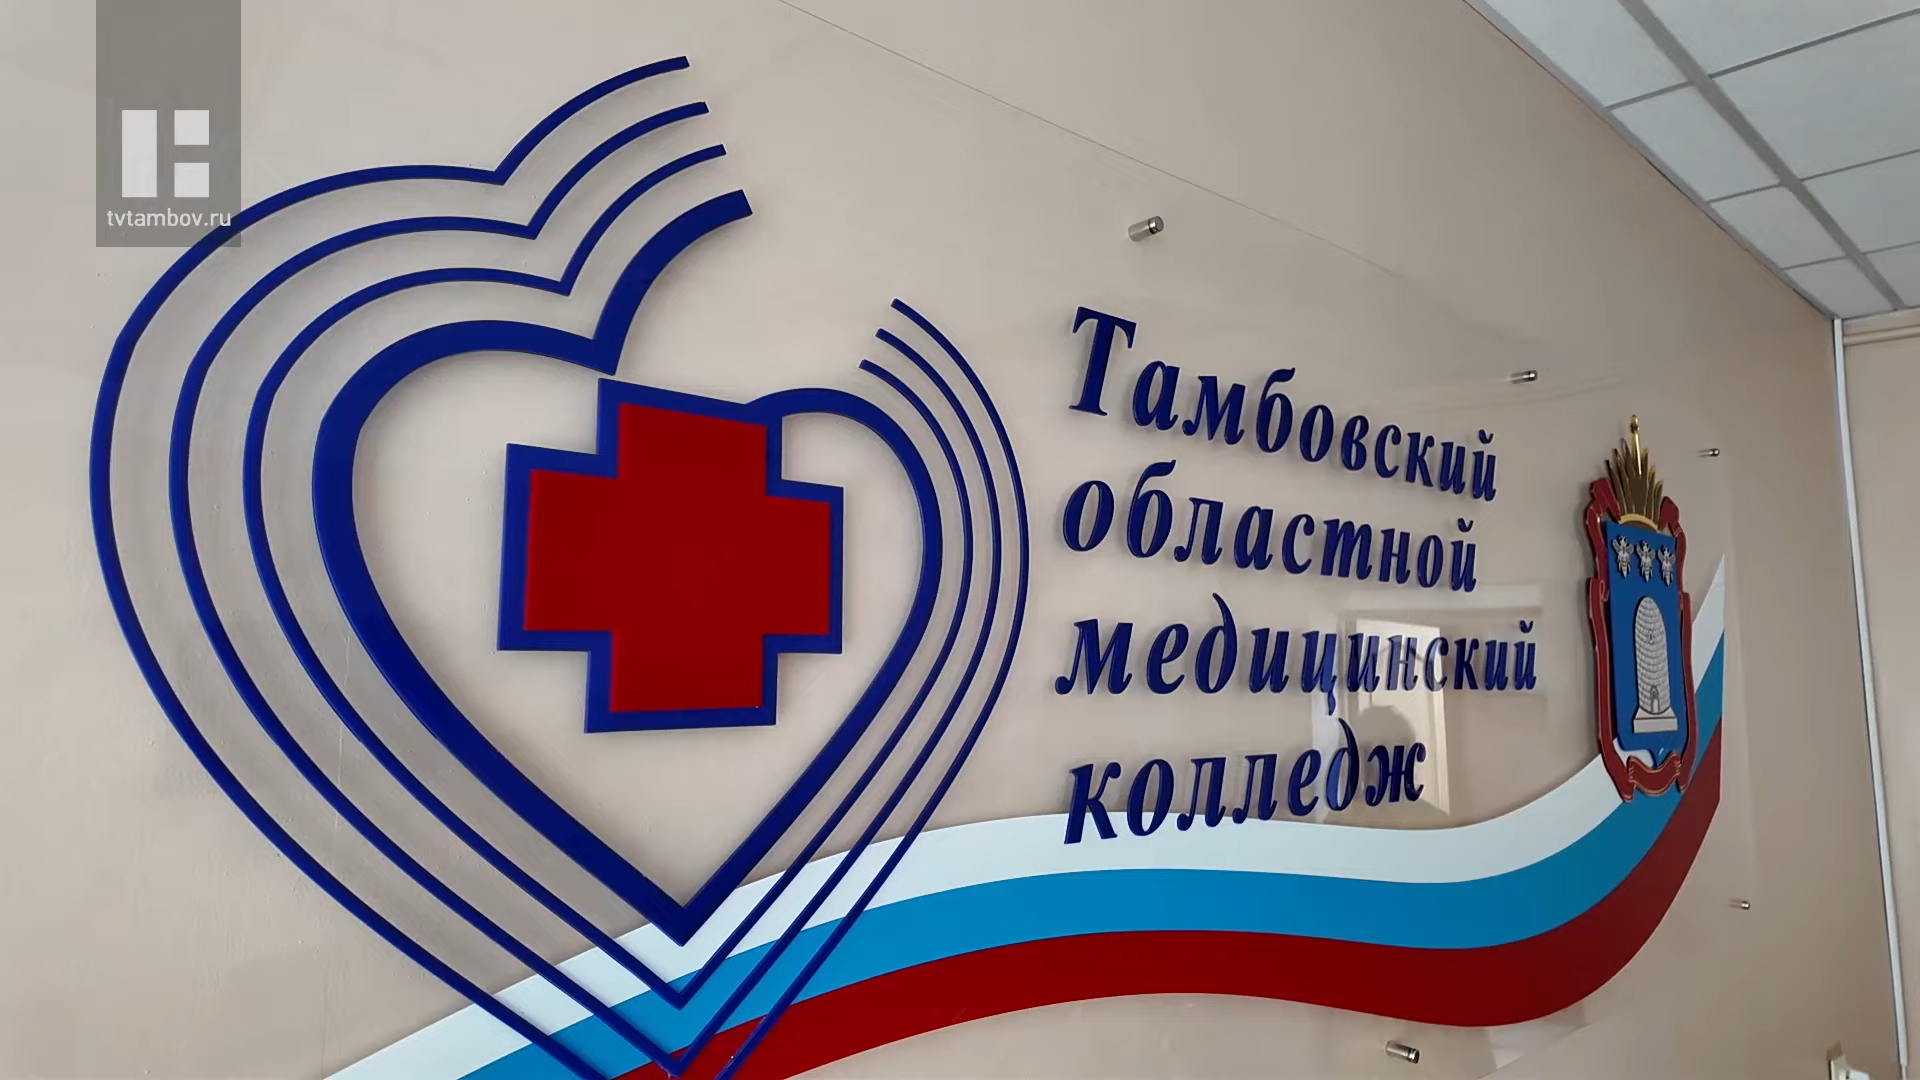 tvtambov.ru
Тамбовский
областной
медицинский
колледж